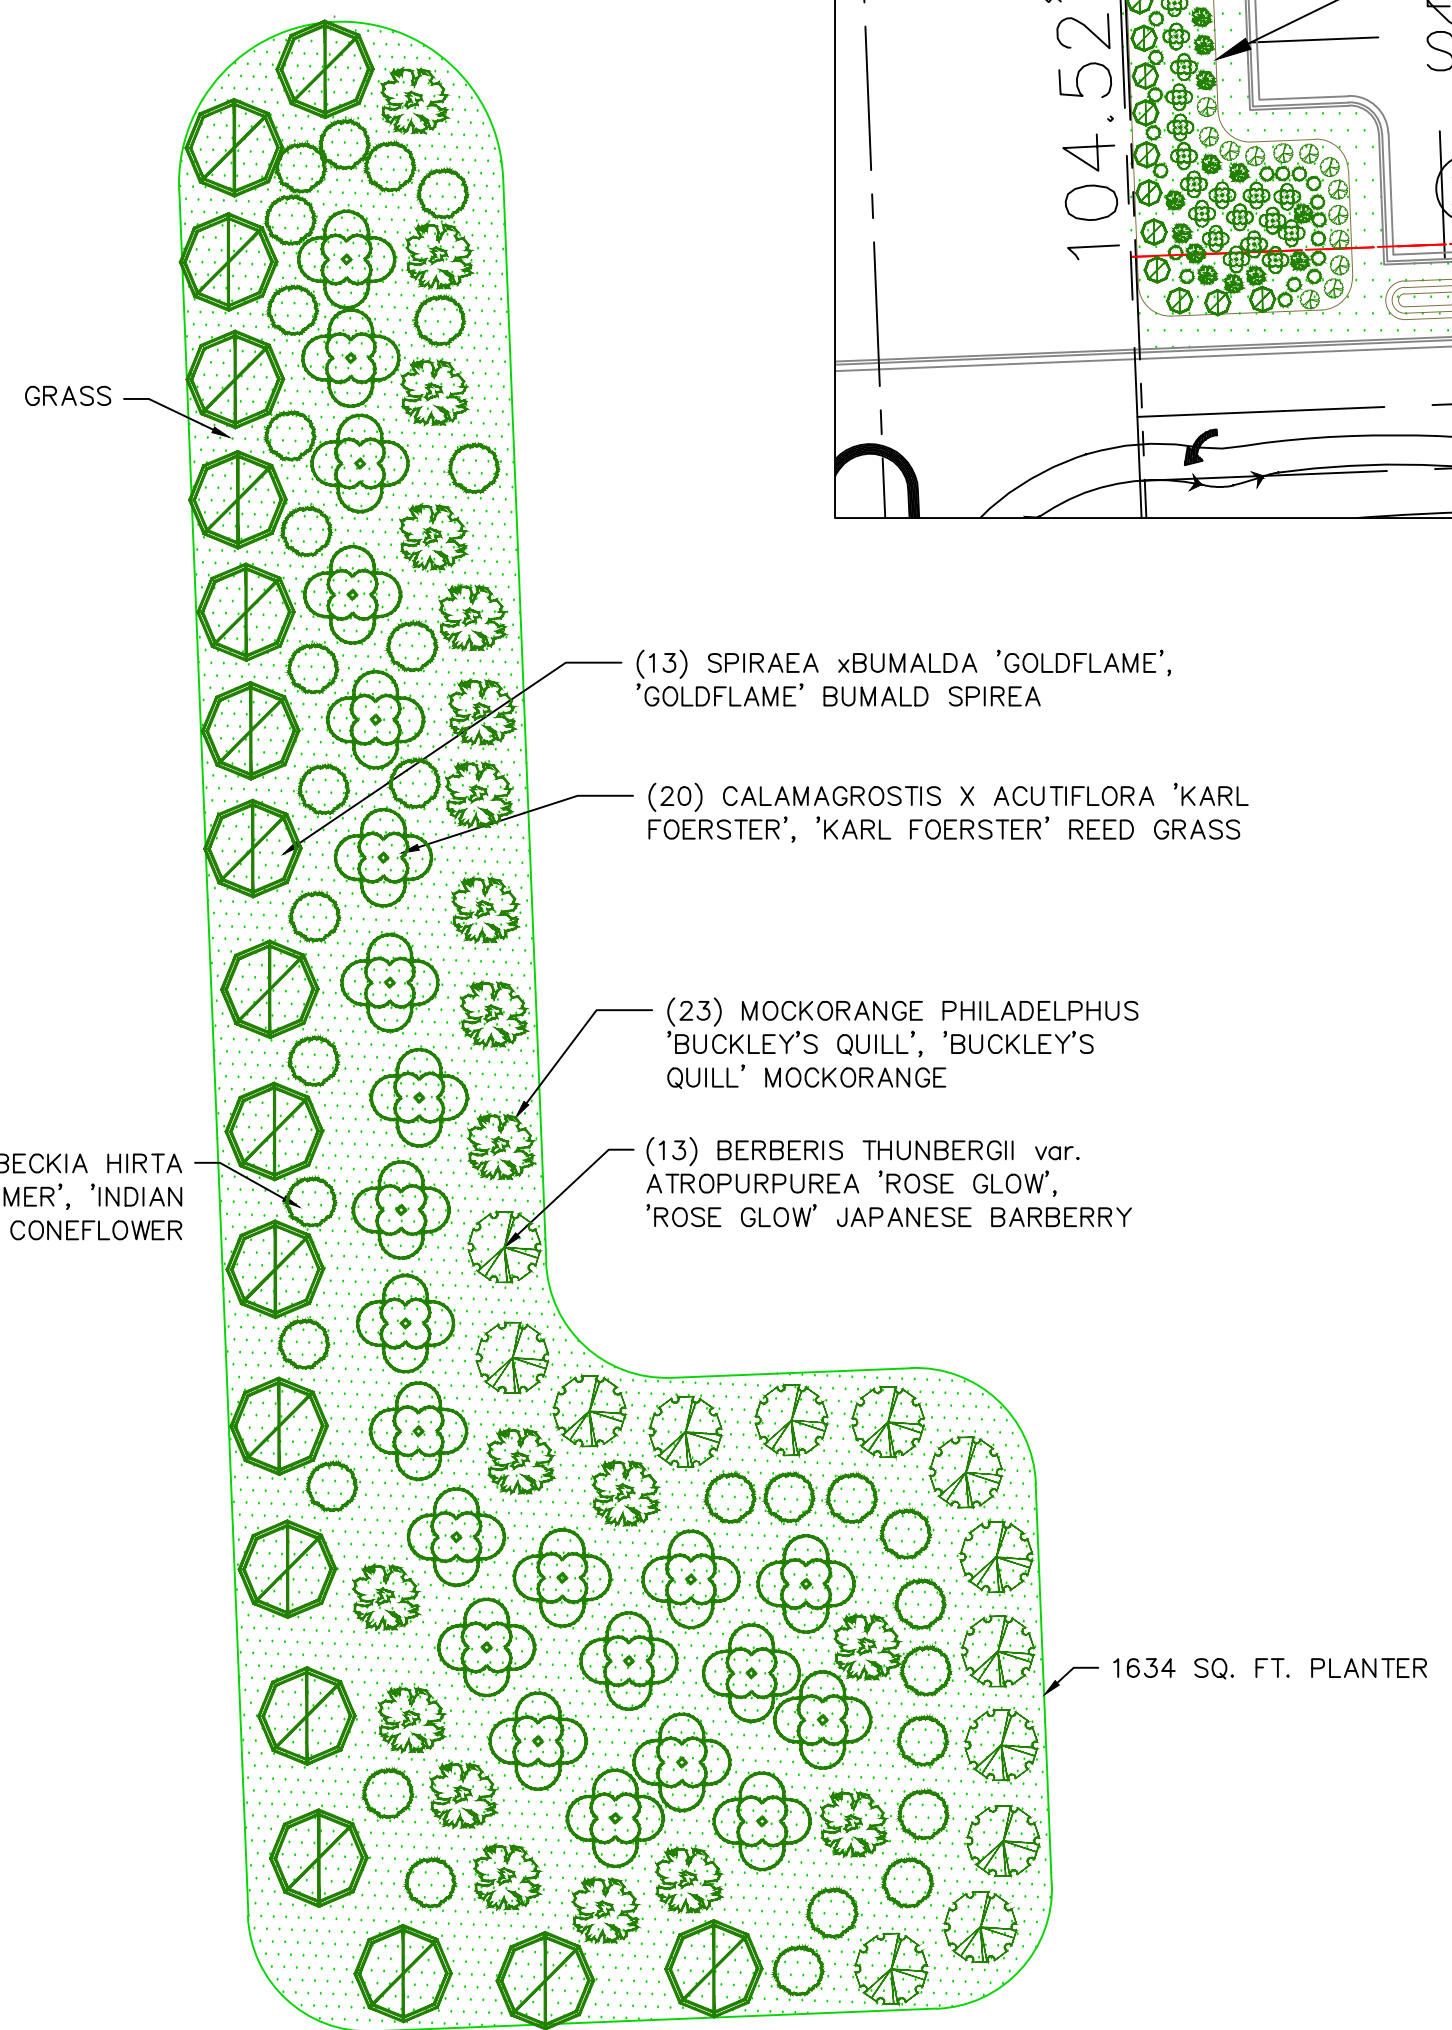 104.52'
GRASS
(13) SPIRAEA xBUMALDA 'GOLDFLAME',
'GOLDFLAME' BUMALD SPIREA
(20) CALAMAGROSTIS X ACUTIFLORA 'KARL
FOERSTER', 'KARL FOERSTER' REED GRASS
(23) MOCKORANGE PHILADELPHUS
'BUCKLEY'S QUILL', 'BUCKLEY'S
QUILL' MOCKORANGE
BECKIA HIRTA
MER', 'INDIAN
CONEFLOWER
(13) BERBERIS THUNBERGII var.
ATROPURPUREA 'ROSE GLOW',
'ROSE GLOW' JAPANESE BARBERRY
1634 SQ. FT. PLANTER